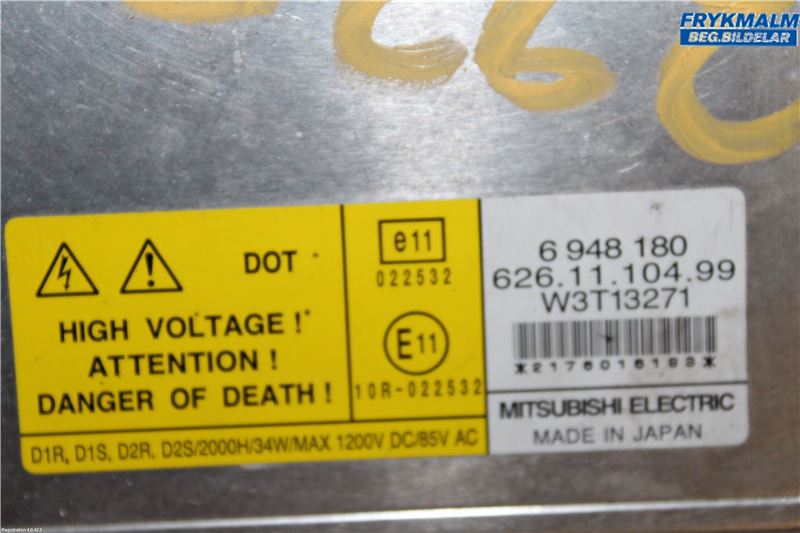 FRYKMALM
BEG.BILDELAR
DOT
HIGH VOLTAGE !
ATTENTION !
DANGER OF DEATH !
e11
022532
E11
10R-022532
D1R, D1S, D2R, D2S/2000H/34W/MAX 1200V DC/85V AC
6 948 180
626.11.104.99
W3T13271
*2176016182*
MITSUBISHI ELECTRIC
MADE IN JAPAN